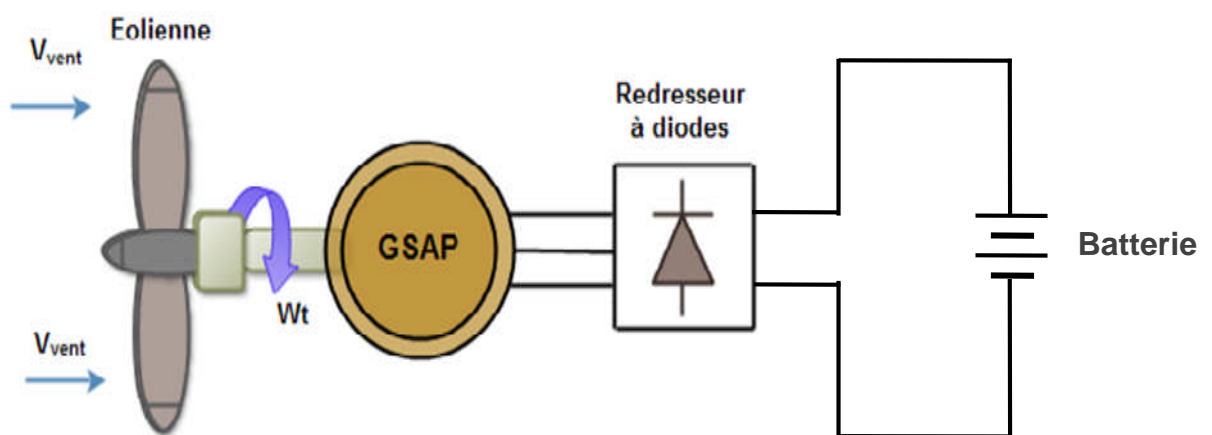 Eolienne
Vvent
Redresseur
à diodes
GSAP
Batterie
Wt
Vvent